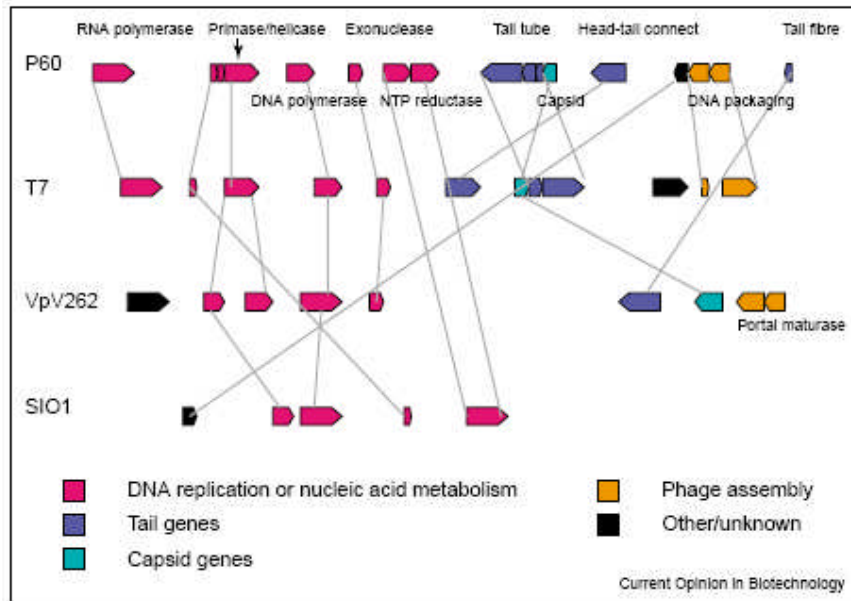 RNA polymerase Primase/helicase Exonuclease Tail tube Head-tail connect Tail fibre
P60
DNA polymerase NTP reductase Capsid DNA packaging
T7
VpV262
Portal maturase
SIO1
DNA replication or nucleic acid metabolism
Phage assembly
Tail genes
Other/unknown
Capsid genes
Current Opinion in Biotechnology